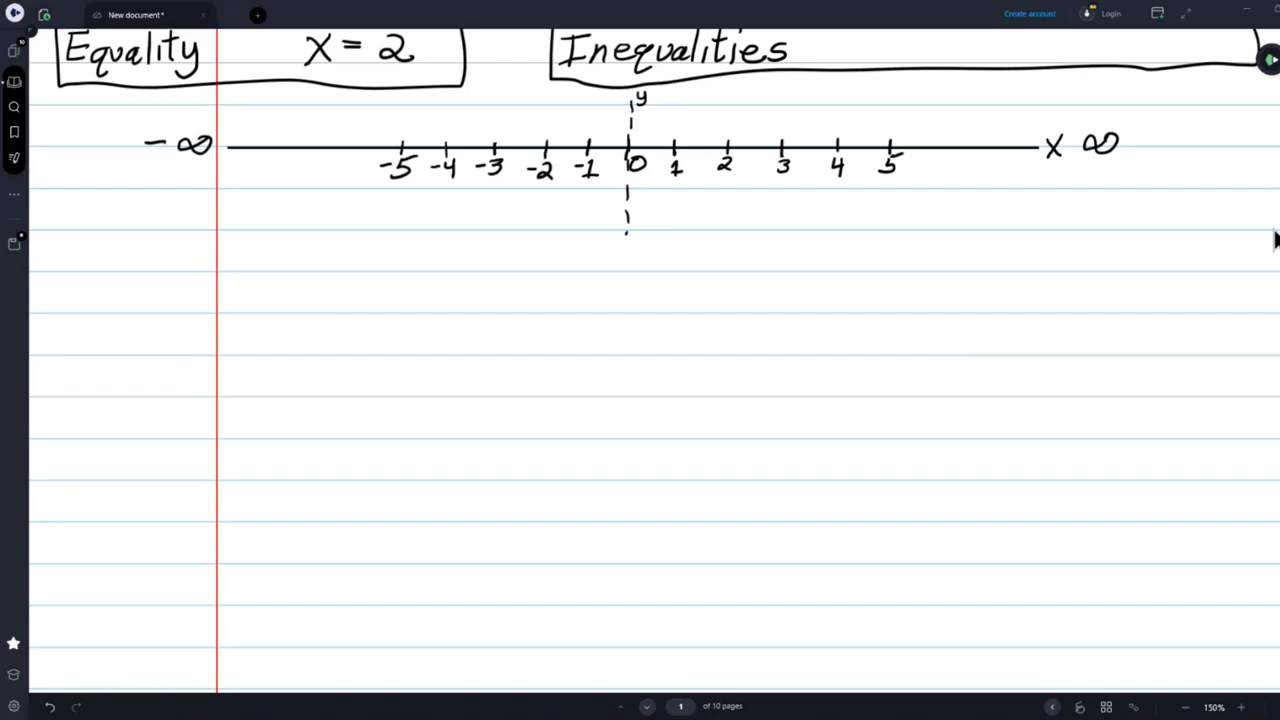 New document*
Create account
Login
Equality X = 2 Inequalities
y
- ∞ X ∞
-5 -4 -3 -2 -1 0 1 2 3 4 5
1 of 10 pages
150%